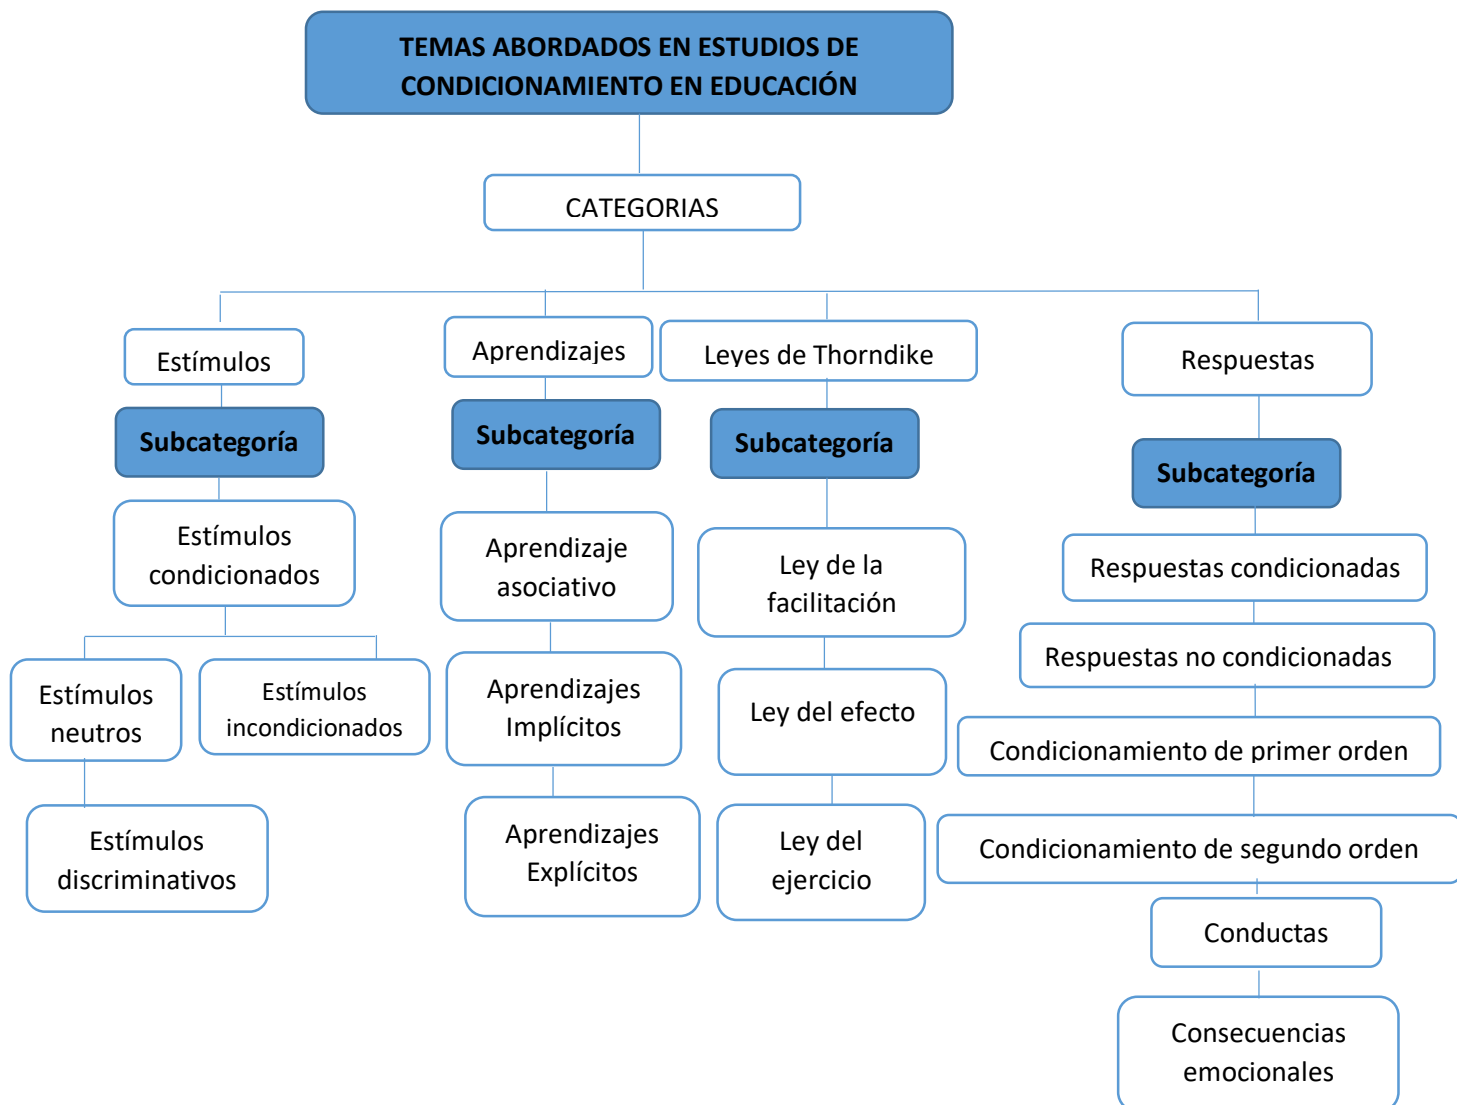 TEMAS ABORDADOS EN ESTUDIOS DE
CONDICIONAMIENTO EN EDUCACIÓN
CATEGORIAS
Estímulos
Subcategoría
Estímulos
condicionados
Estímulos
neutros
Estímulos
incondicionados
Estímulos
discriminativos
Aprendizajes
Subcategoría
Aprendizaje
asociativo
Aprendizajes
Implícitos
Aprendizajes
Explícitos
Leyes de Thorndike
Subcategoría
Ley de la
facilitación
Ley del efecto
Ley del
ejercicio
Respuestas
Subcategoría
Respuestas condicionadas
Respuestas no condicionadas
Condicionamiento de primer orden
Condicionamiento de segundo orden
Conductas
Consecuencias
emocionales